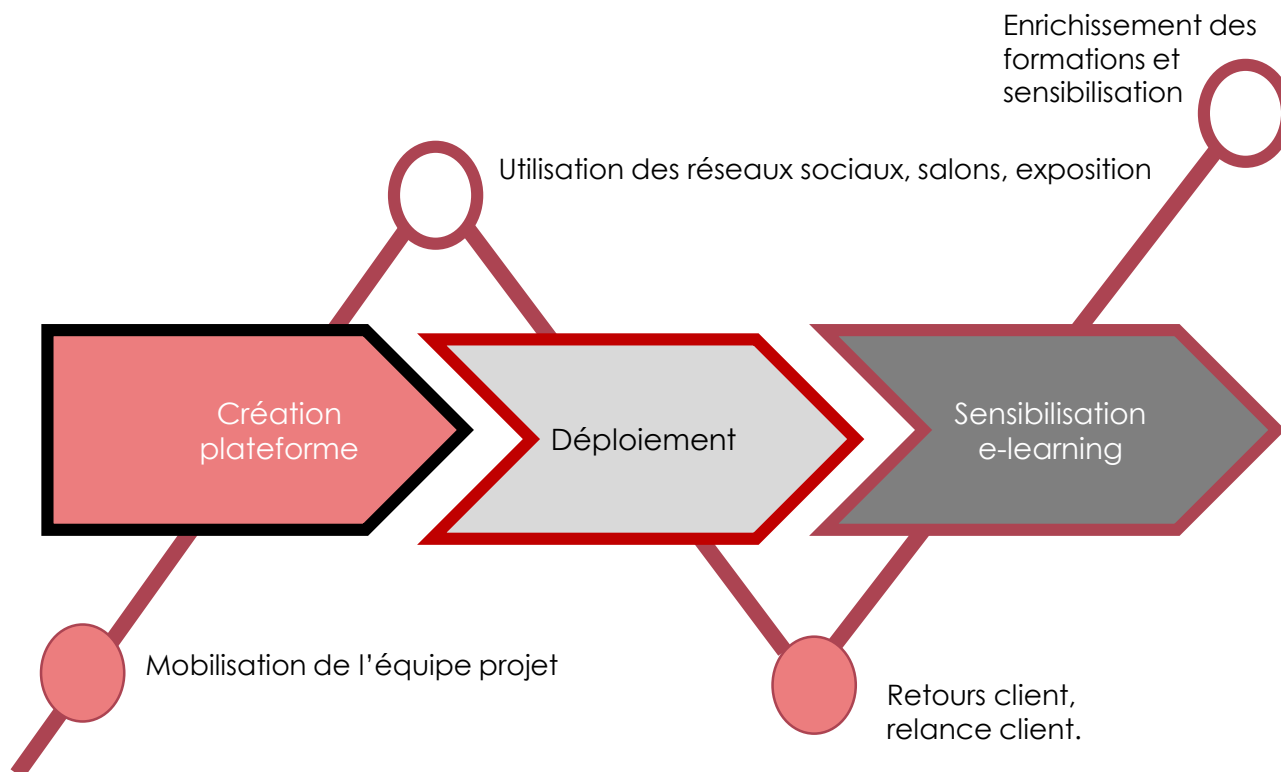 Enrichissement des
formations et
sensibilisation
Utilisation des réseaux sociaux, salons, exposition
Création
plateforme
Déploiement
Sensibilisation
e-learning
Mobilisation de l’équipe projet
Retours client,
relance client.